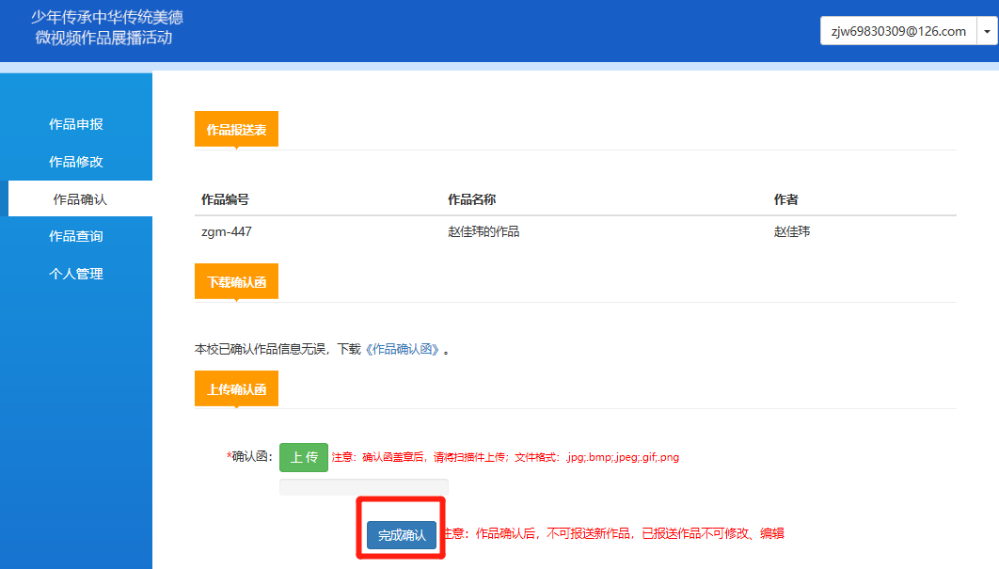 少年传承中华传统美德
微视频作品展播活动
zjw69830309@126.com
作品申报
作品修改
作品确认
作品查询
个人管理
作品报送表
作品编号 作品名称 作者
zgm-447 赵佳玮的作品 赵佳玮
下载确认函
本校已确认作品信息无误，下载《作品确认函》。
上传确认函
*确认函： 上 传 注意：确认函盖章后，请将扫描件上传；文件格式：.jpg;.bmp;.jpeg;.gif;.png
完成确认 注意：作品确认后，不可报送新作品，已报送作品不可修改、编辑